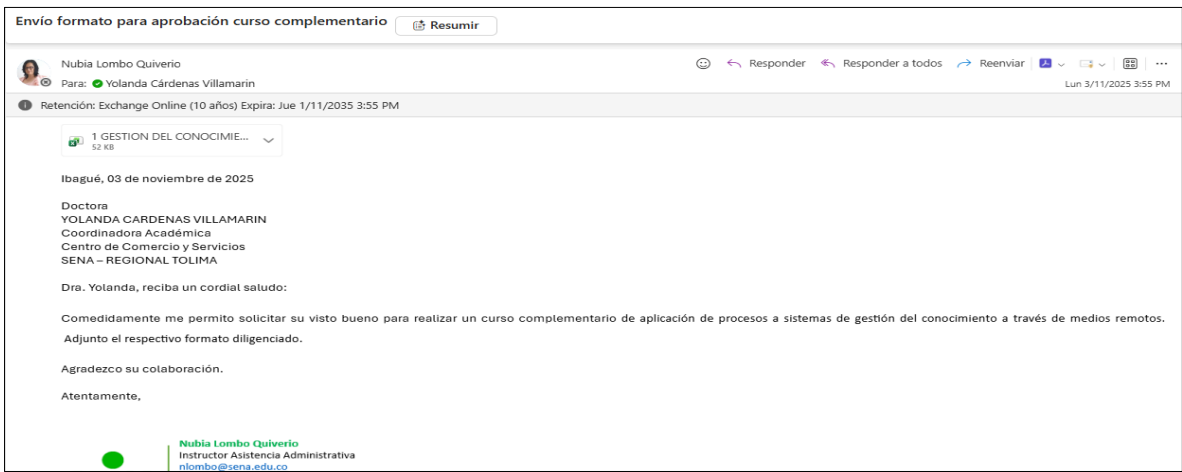 Envío formato para aprobación curso complementario Resumir
Nubia Lombo Quiverio
Responder Responder a todos Reenviar
Para: Yolanda Cárdenas Villamarin
Lun 3/11/2025 3:55 PM
Retención: Exchange Online (10 años) Expira: Jue 1/11/2035 3:55 PM
1 GESTION DEL CONOCIMIE...
52 KB
Ibagué, 03 de noviembre de 2025
Doctora
YOLANDA CARDENAS VILLAMARIN
Coordinadora Académica
Centro de Comercio y Servicios
SENA – REGIONAL TOLIMA
Dra. Yolanda, reciba un cordial saludo:
Comedidamente me permito solicitar su visto bueno para realizar un curso complementario de aplicación de procesos a sistemas de gestión del conocimiento a través de medios remotos.
Adjunto el respectivo formato diligenciado.
Agradezco su colaboración.
Atentamente,
Nubia Lombo Quiverio
Instructor Asistencia Administrativa
nlombo@sena.edu.co